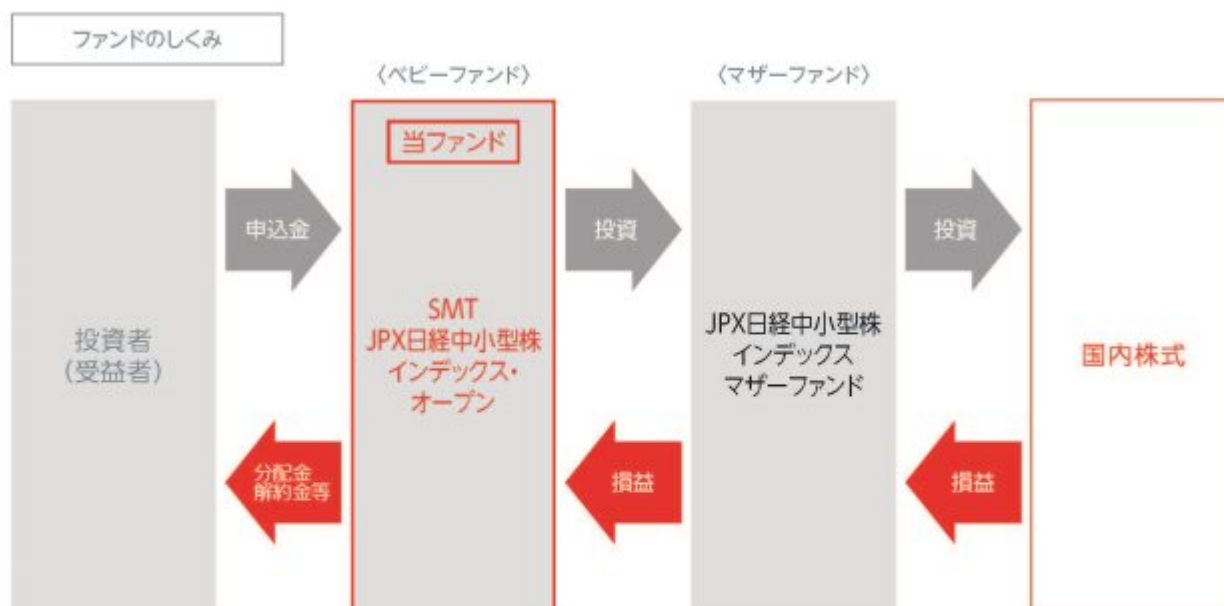 ファンドのしくみ
〈ベビーファンド〉
〈マザーファンド〉
当ファンド
申込金
投資
投資
投資者
(受益者)
SMT
JPX日経中小型株
インデックス・
オープン
JPX日経中小型株
インデックス
マザーファンド
国内株式
分配金
解約金等
損益
損益